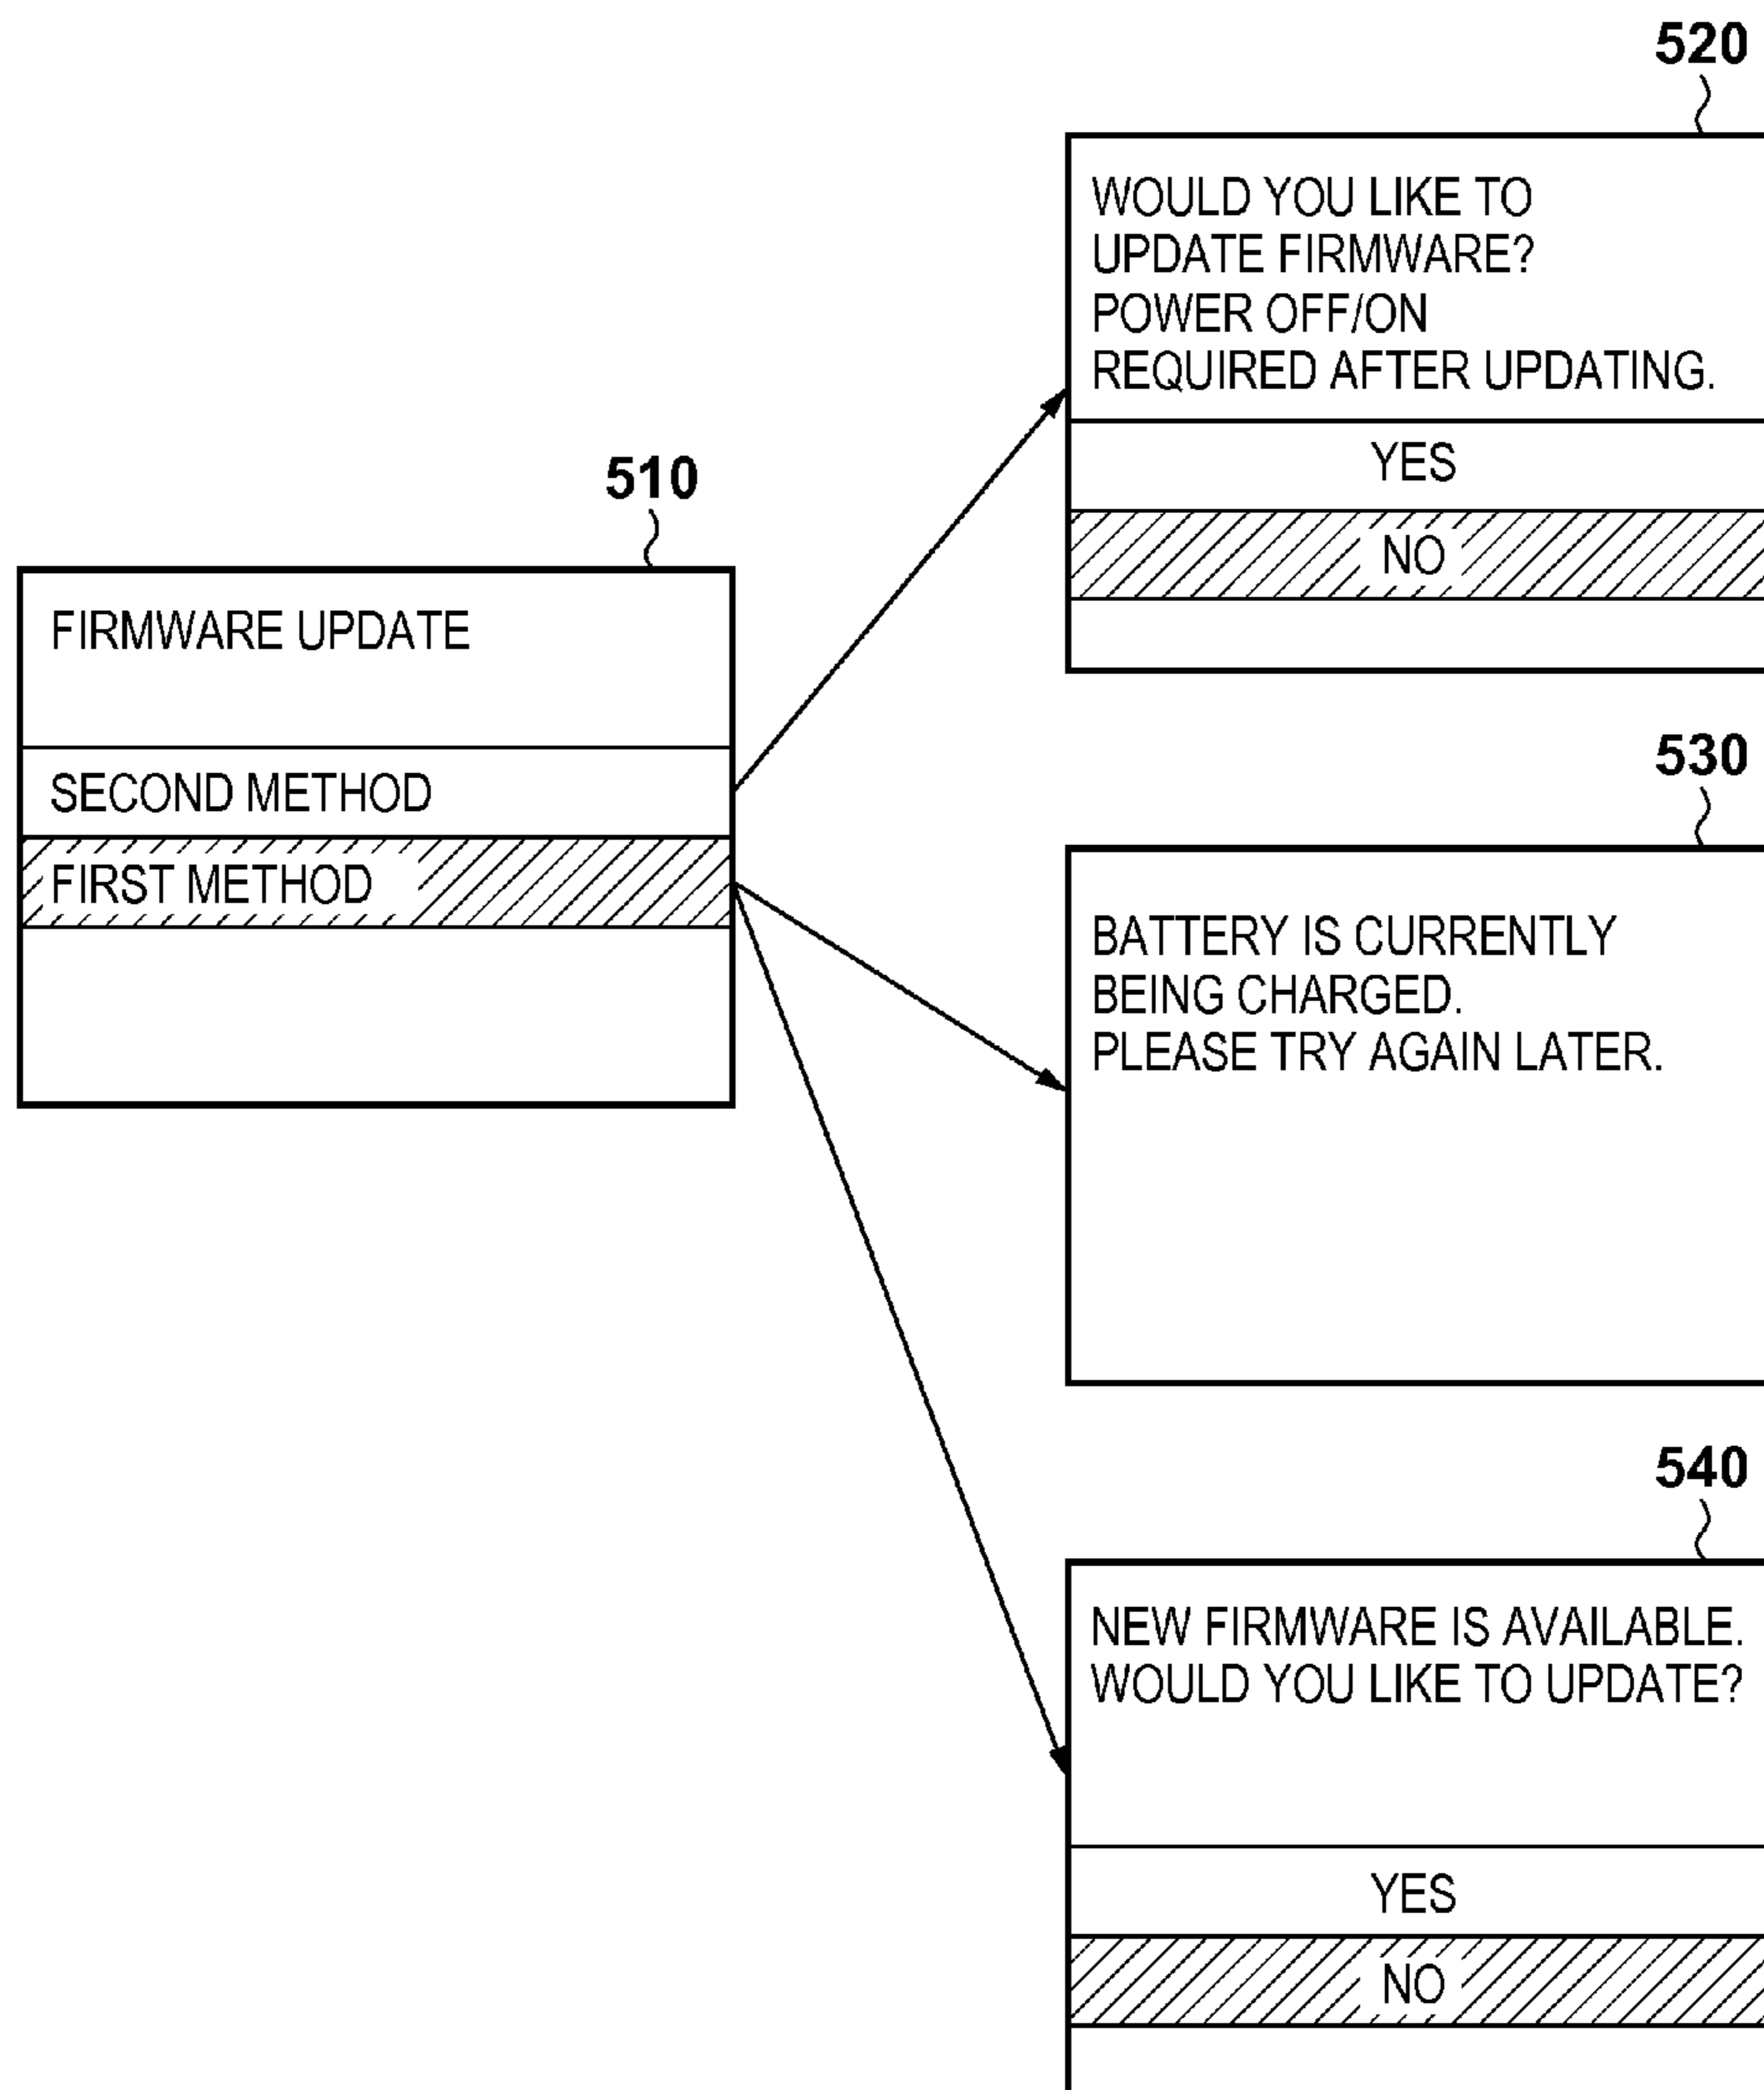 520
WOULD YOU LIKE TO
UPDATE FIRMWARE?
POWER OFF/ON
REQUIRED AFTER UPDATING.
YES
NO
510
FIRMWARE UPDATE
SECOND METHOD
FIRST METHOD
530
BATTERY IS CURRENTLY
BEING CHARGED.
PLEASE TRY AGAIN LATER.
540
NEW FIRMWARE IS AVAILABLE.
WOULD YOU LIKE TO UPDATE?
YES
NO